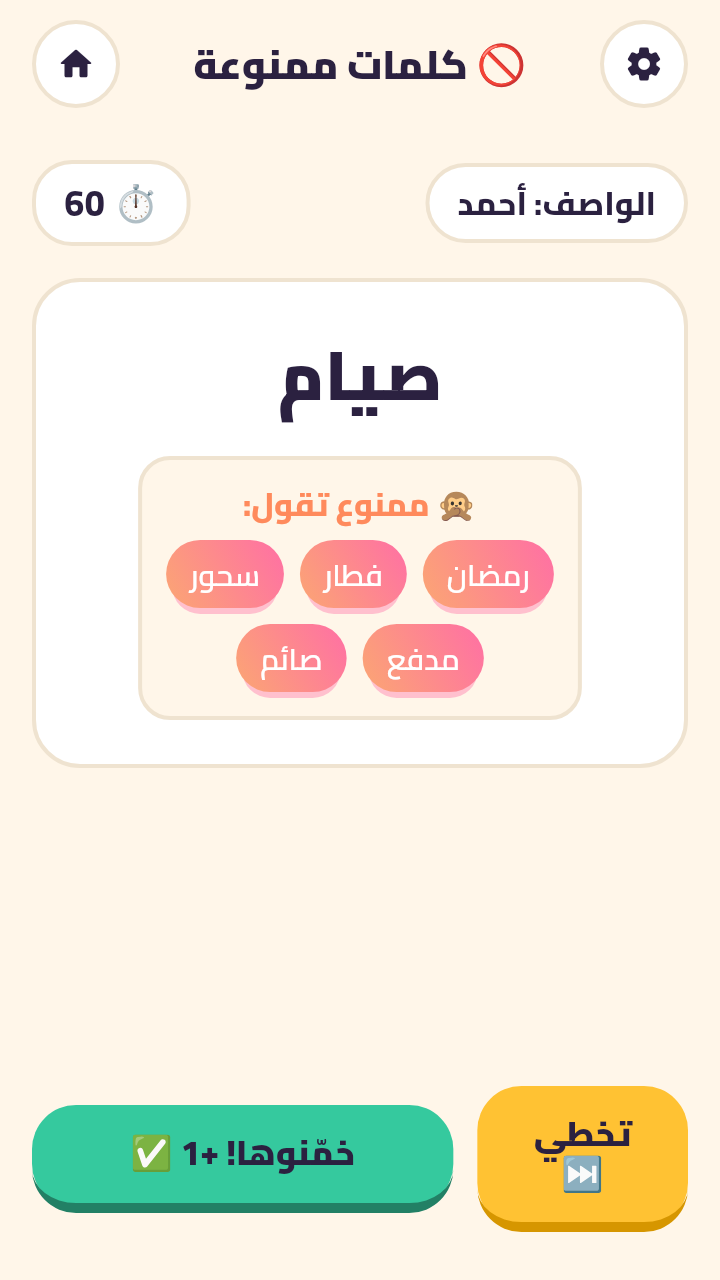 🚫 كلمات ممنوعة
الواصف: أحمد
⏱️ 60
صيام
🙊 ممنوع تقول:
رمضان فطار سحور
مدفع صائم
تخطي ⏭️
خمّنوها! +1 ✅